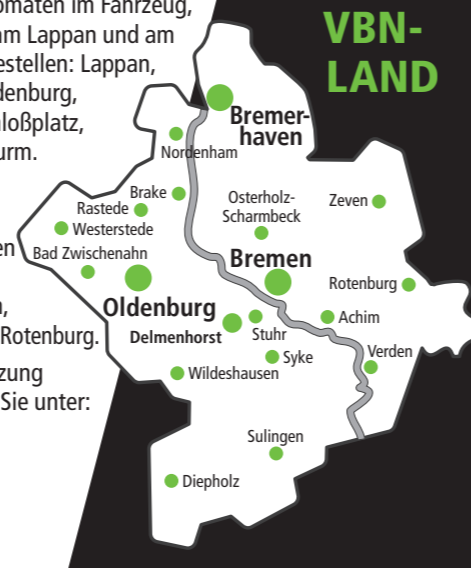 omaten im Fahrzeug,
am Lappan und am
estellen: Lappan,
denburg,
hloßplatz,
urm.
en
n,
Rotenburg.
zung
Sie unter:
VBN-
LAND
Bremer-
haven
Nordenham
Brake
Rastede
Westerstede
Bad Zwischenahn
Osterholz-
Scharmbeck
Zeven
Bremen
Rotenburg
Oldenburg
Delmenhorst
Stuhr
Achim
Syke
Verden
Wildeshausen
Sulingen
Diepholz